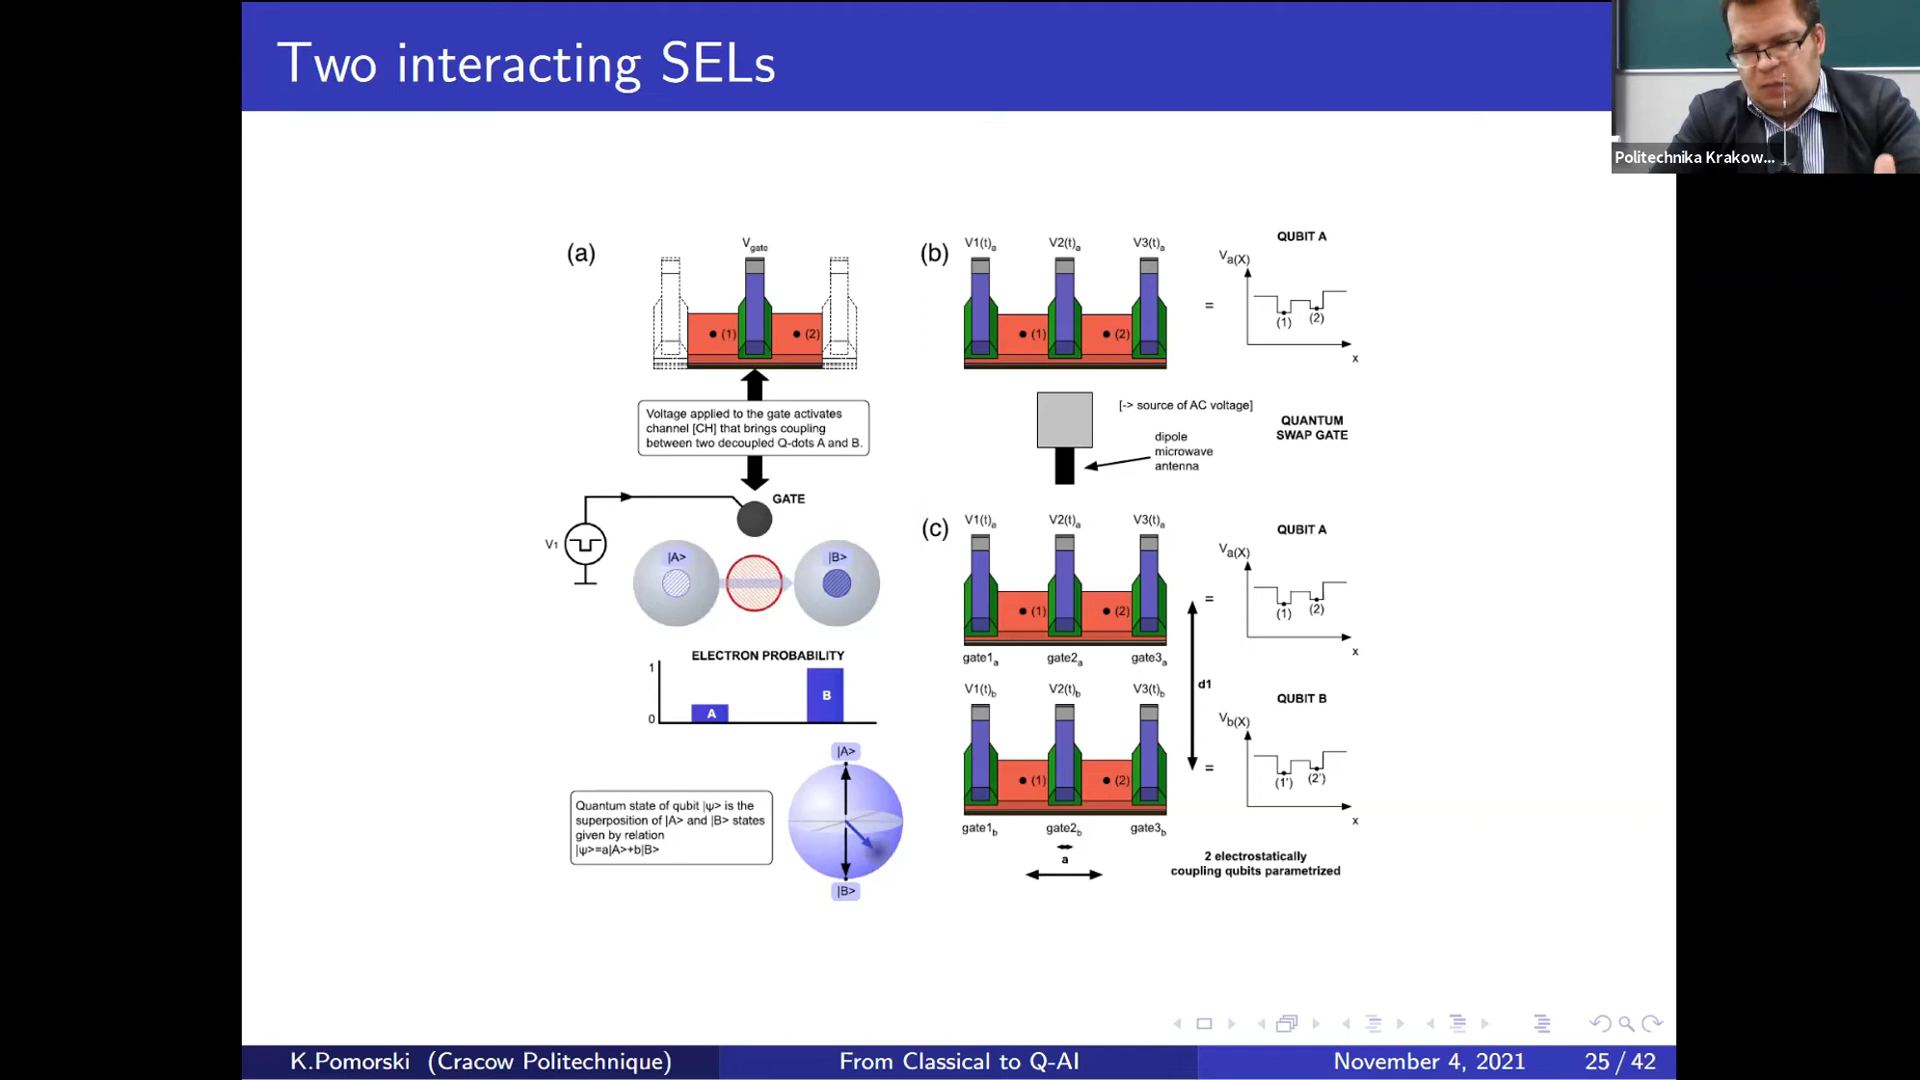 Two interacting SELs
Politechnika Krakow...
(a)
Vgate
(1)
(2)
Voltage applied to the gate activates
channel [CH] that brings coupling
between two decoupled Q-dots A and B.
GATE
V1
|A>
|B>
ELECTRON PROBABILITY
1
0
A
B
|A>
Quantum state of qubit |ψ> is the
superposition of |A> and |B> states
given by relation
|ψ>=a|A>+b|B>
|B>
(b)
V1(t)a
V2(t)a
V3(t)a
(1)
(2)
=
QUBIT A
Va(X)
(1)
(2)
x
[-> source of AC voltage]
dipole
microwave
antenna
QUANTUM
SWAP GATE
(c)
V1(t)a
V2(t)a
V3(t)a
(1)
(2)
=
gate1a
gate2a
gate3a
QUBIT A
Va(X)
(1)
(2)
x
d1
V1(t)b
V2(t)b
V3(t)b
(1)
(2)
=
gate1b
gate2b
gate3b
a
QUBIT B
Vb(X)
(1')
(2')
x
2 electrostatically
coupling qubits parametrized
K.Pomorski (Cracow Politechnique)
From Classical to Q-AI
November 4, 2021
25 / 42